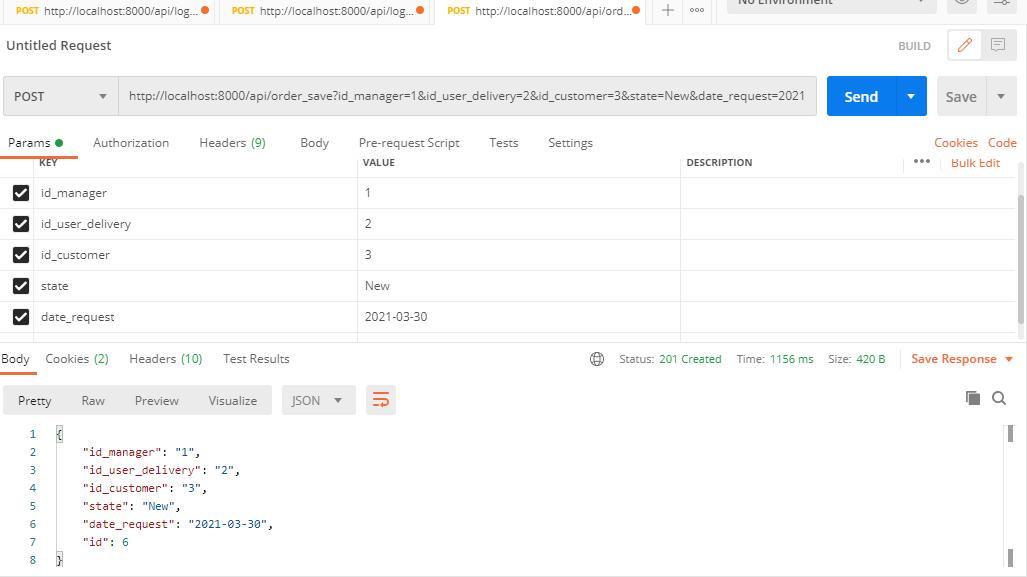 POST http://localhost:8000/api/log... POST http://localhost:8000/api/log... POST http://localhost:8000/api/ord... No Environment
Untitled Request BUILD
POST http://localhost:8000/api/order_save?id_manager=1&id_user_delivery=2&id_customer=3&state=New&date_request=2021 Send Save
Params Authorization Headers (9) Body Pre-request Script Tests Settings Cookies Code
KEY VALUE DESCRIPTION ••• Bulk Edit
id_manager 1
id_user_delivery 2
id_customer 3
state New
date_request 2021-03-30
Body Cookies (2) Headers (10) Test Results Status: 201 Created Time: 1156 ms Size: 420 B Save Response
Pretty Raw Preview Visualize JSON
1 {
2 "id_manager": "1",
3 "id_user_delivery": "2",
4 "id_customer": "3",
5 "state": "New",
6 "date_request": "2021-03-30",
7 "id": 6
8 }